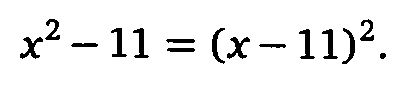 x² − 11 = (x − 11)².